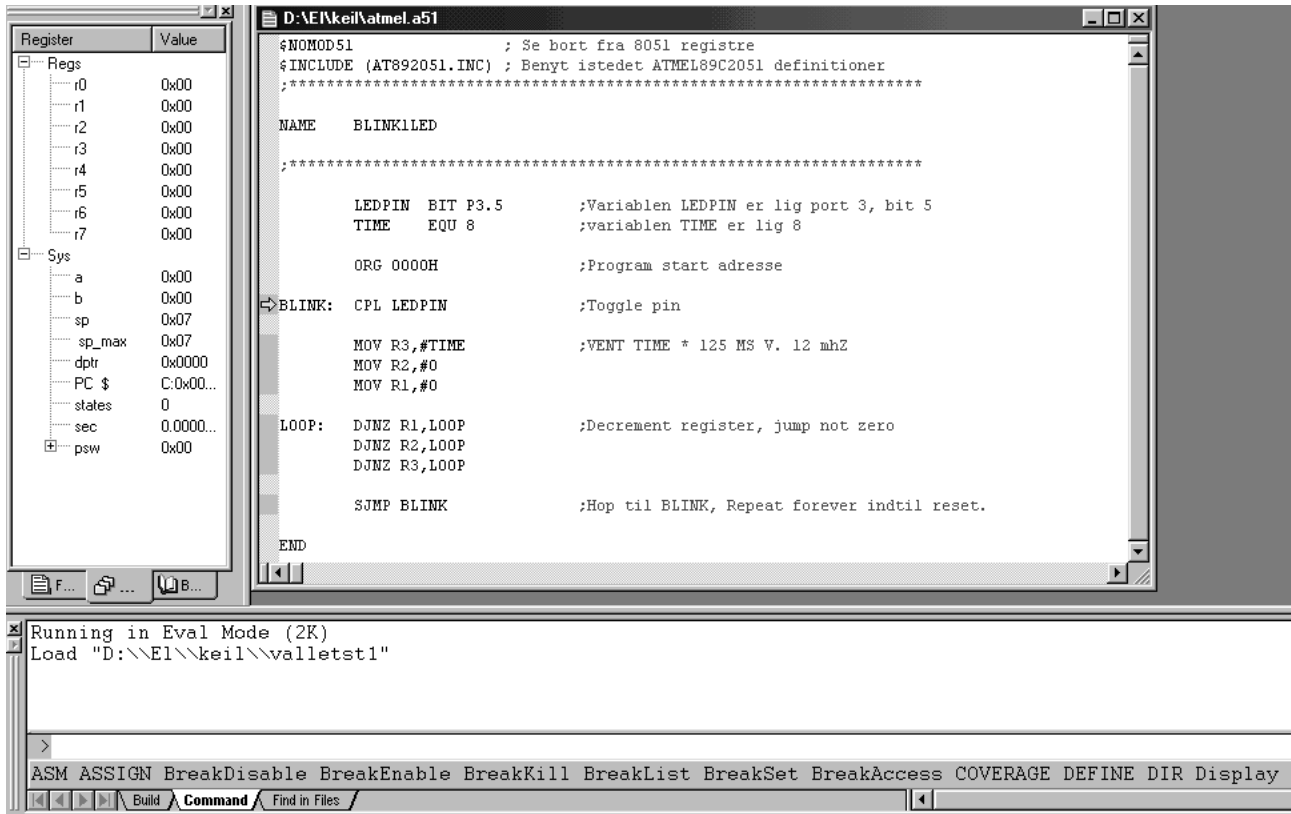 Register Value
Regs
r0 0x00
r1 0x00
r2 0x00
r3 0x00
r4 0x00
r5 0x00
r6 0x00
r7 0x00
Sys
a 0x00
b 0x00
sp 0x07
sp_max 0x07
dptr 0x0000
PC $ C:0x00...
states 0
sec 0.0000...
psw 0x00
F... ... B...
D:\El\keil\atmel.a51
$NOMOD51 ; Se bort fra 8051 registre
$INCLUDE (AT892051.INC) ; Benyt istedet ATMEL89C2051 definitioner
;********************************************************************
NAME BLINK1LED
;********************************************************************
LEDPIN BIT P3.5 ;Variablen LEDPIN er lig port 3, bit 5
TIME EQU 8 ;variablen TIME er lig 8
ORG 0000H ;Program start adresse
BLINK: CPL LEDPIN ;Toggle pin
MOV R3,#TIME ;VENT TIME * 125 MS V. 12 mhZ
MOV R2,#0
MOV R1,#0
LOOP: DJNZ R1,LOOP ;Decrement register, jump not zero
DJNZ R2,LOOP
DJNZ R3,LOOP
SJMP BLINK ;Hop til BLINK, Repeat forever indtil reset.
END
Running in Eval Mode (2K)
Load "D:\\El\\keil\\valletst1"
>
ASM ASSIGN BreakDisable BreakEnable BreakKill BreakList BreakSet BreakAccess COVERAGE DEFINE DIR Display
Build Command Find in Files